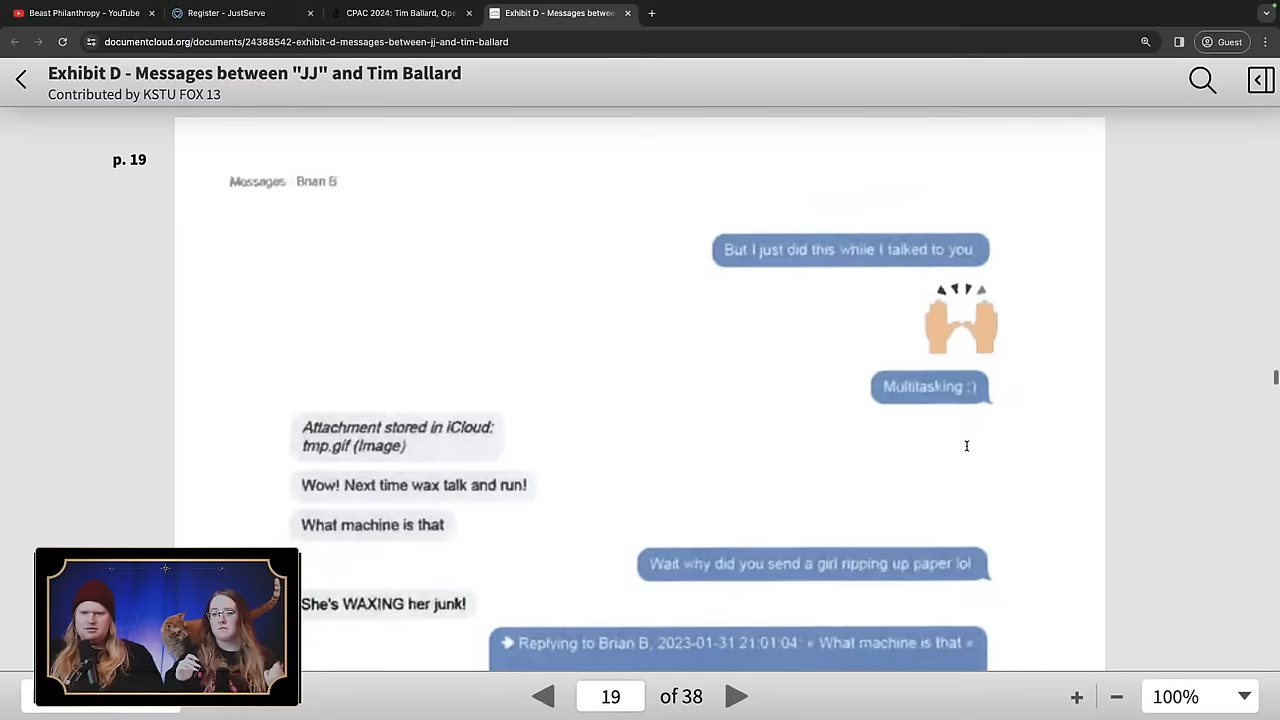 Beast Philanthropy - YouTube
Register - JustServe
CPAC 2024: Tim Ballard, Ope
Exhibit D - Messages betwee
documentcloud.org/documents/24388542-exhibit-d-messages-between-jj-and-tim-ballard
Guest
Exhibit D - Messages between "JJ" and Tim Ballard
Contributed by KSTU FOX 13
p. 19
Messages - Brian B
But I just did this while I talked to you
Multitasking :)
Attachment stored in iCloud:
tmp.gif (Image)
Wow! Next time wax talk and run!
What machine is that
Wait why did you send a girl ripping up paper lol
She's WAXING her junk!
Replying to Brian B, 2023-01-31 21:01:04: « What machine is that »
19 of 38
100%